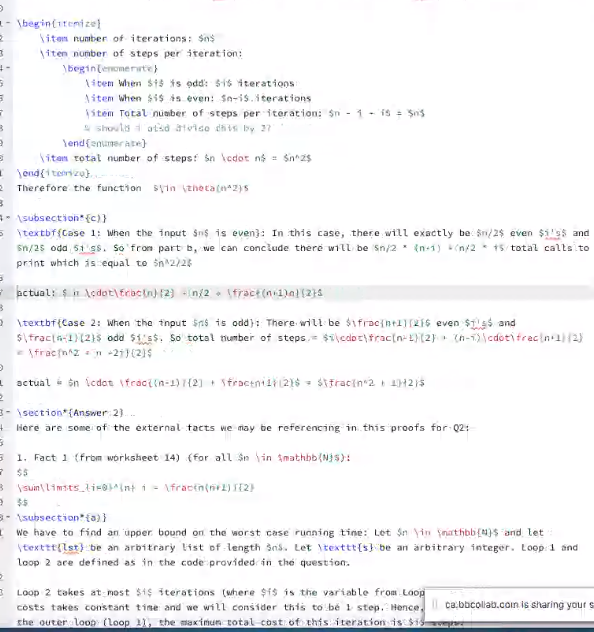 \begin{itemize}
\item number of iterations: $n$
\item number of steps per iteration:
\begin{enumerate}
\item When $i$ is odd: $i$ iterations
\item When $i$ is even: $n-i$ iterations
\item Total number of steps per iteration: $n - i + i$ = $n$
% should i also divide this by 2?
\end{enumerate}
\item total number of steps: $n \cdot n$ = $n^2$
\end{itemize}
Therefore the function $\in \theta(n^2)$
\subsection*{c)}
\textbf{Case 1: When the input $n$ is even}: In this case, there will exactly be $n/2$ even $i's$ and
$n/2$ odd $i's$. So from part b, we can conclude there will be $n/2 * (n-i) + n/2 * i$ total calls to
print which is equal to $n^2/2$
actual: $ n \cdot\frac{n}{2} + n/2 = \frac{(n+1)n}{2}$
\textbf{Case 2: When the input $n$ is odd}: There will be $\frac{n+1}{2}$ even $i's$ and
$\frac{n-1}{2}$ odd $i's$. So total number of steps = $i\cdot\frac{n-1}{2} + (n-i)\cdot\frac{n+1}{2}
= \frac{n^2 + n -2i}{2}$
actual = $n \cdot \frac{(n-1)}{2} + \frac{n+1}{2}$ = $\frac{n^2 + 1}{2}$
\section*{Answer 2}
Here are some of the external facts we may be referencing in this proofs for Q2:
1. Fact 1 (from worksheet 14) (for all $n \in \mathbb{N}$):
$$
\sum\limits_{i=0}^{n} i = \frac{n(n+1)}{2}
$$
\subsection*{a)}
We have to find an upper bound on the worst case running time: Let $n \in \mathbb{N}$ and let
\texttt{lst} be an arbitrary list of length $n$. Let \texttt{s} be an arbitrary integer. Loop 1 and
loop 2 are defined as in the code provided in the question.
Loop 2 takes at most $i$ iterations (where $i$ is the variable from Loop
costs takes constant time and we will consider this to be 1 step. Hence,
the outer loop (loop 1), the maximum total cost of this iteration is $i$ steps.
ca.bbcollab.com is sharing your s